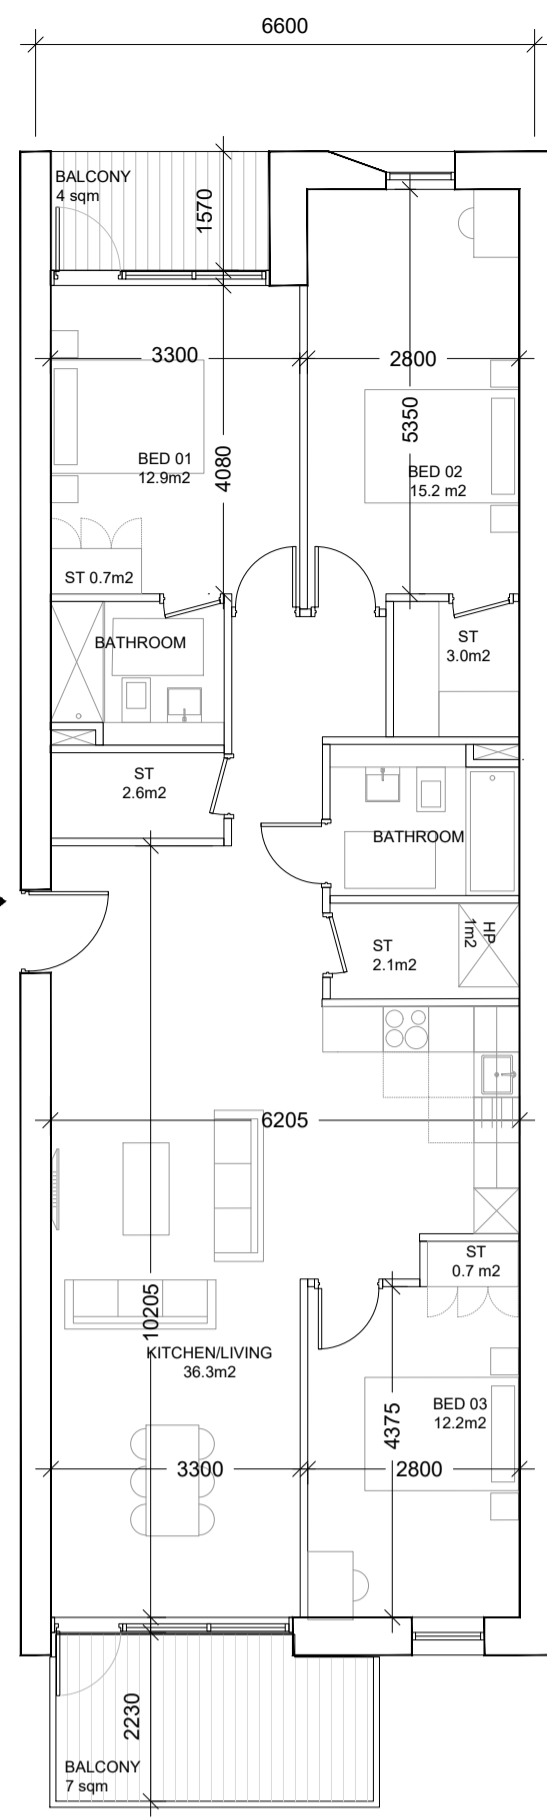 6600
BALCONY
4 sqm
1570
3300
2800
BED 01
12.9m2
4080
5350
BED 02
15.2 m2
ST 0.7m2
BATHROOM
ST
3.0m2
ST
2.6m2
BATHROOM
ST
2.1m2
HP
1m2
6205
ST
0.7 m2
10205
KITCHEN/LIVING
36.3m2
4375
BED 03
12.2m2
3300
2800
2230
BALCONY
7 sqm